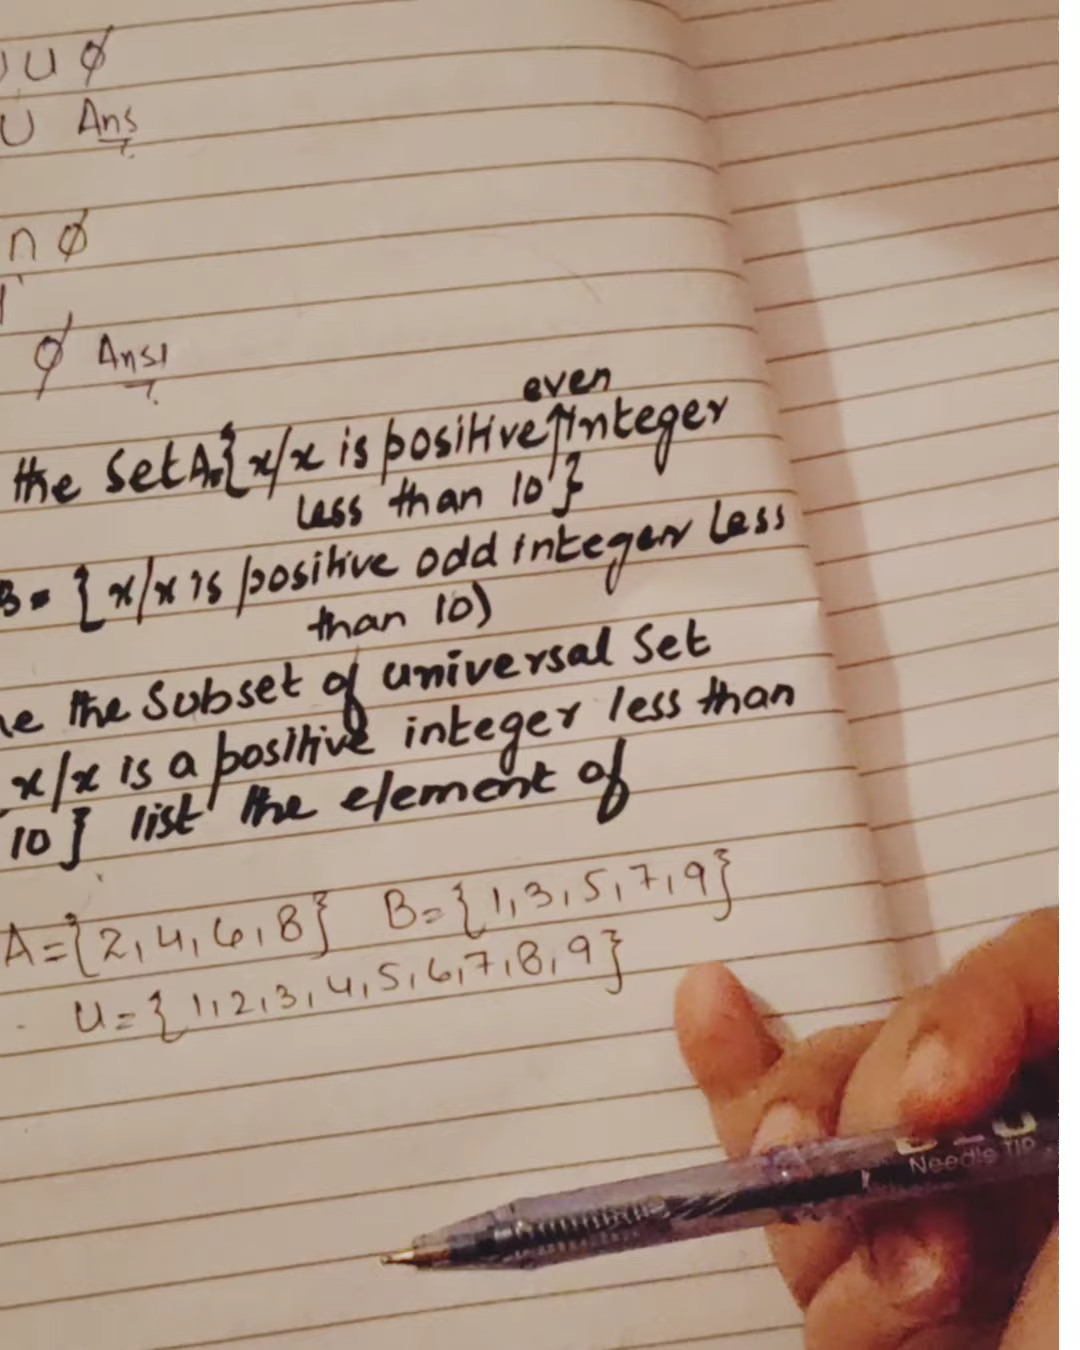 U ∅
U Ans
∩ ∅
∅ Ans
even
the Set A={x/x is positive integer
less than 10}
B = {x/x is positive odd integer less
than 10)
the subset of universal Set
x/x is a positive integer less than
10} list the element of
A={2,4,6,8} B={1,3,5,7,9}
U={1,2,3,4,5,6,7,8,9}
Needle Tip